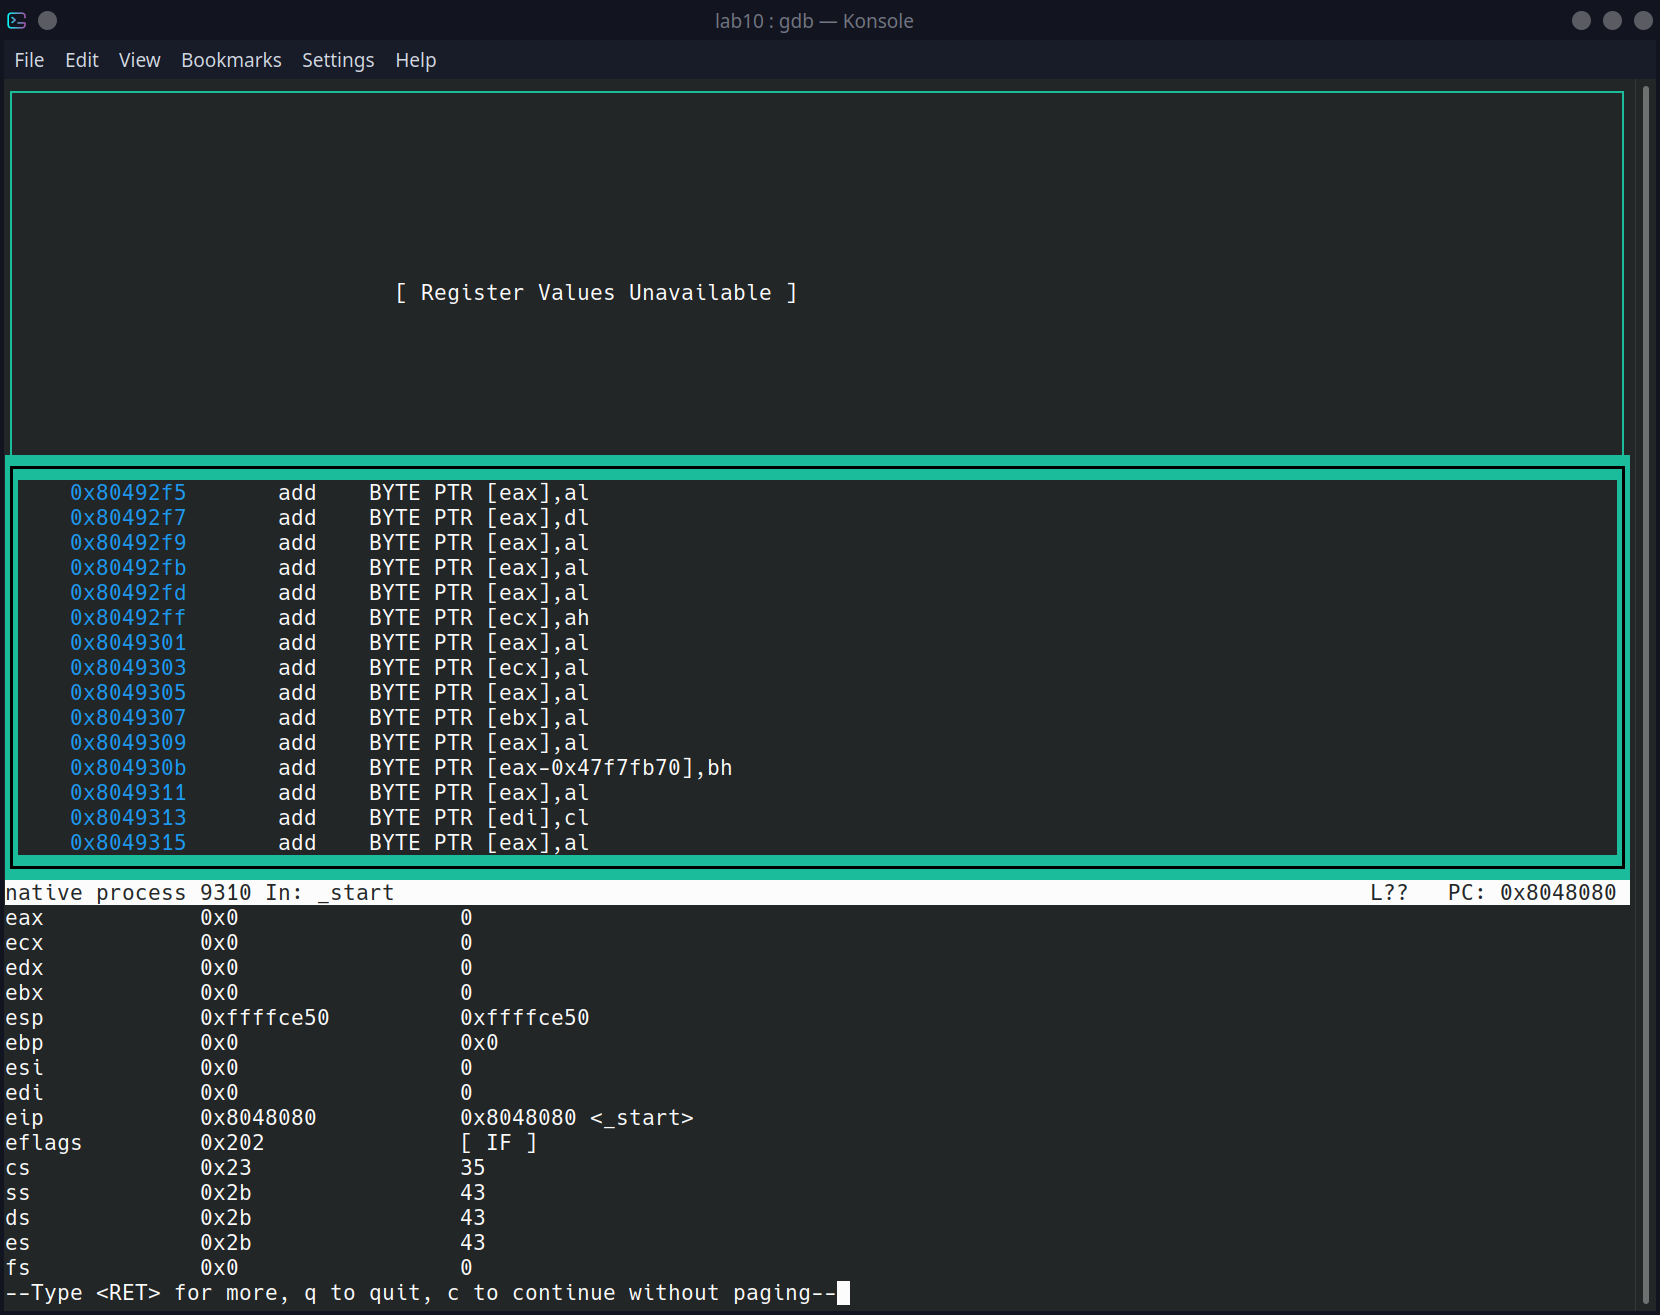 lab10 : gdb — Konsole
File Edit View Bookmarks Settings Help
[ Register Values Unavailable ]
0x80492f5 add BYTE PTR [eax],al
0x80492f7 add BYTE PTR [eax],dl
0x80492f9 add BYTE PTR [eax],al
0x80492fb add BYTE PTR [eax],al
0x80492fd add BYTE PTR [eax],al
0x80492ff add BYTE PTR [ecx],ah
0x8049301 add BYTE PTR [eax],al
0x8049303 add BYTE PTR [ecx],al
0x8049305 add BYTE PTR [eax],al
0x8049307 add BYTE PTR [ebx],al
0x8049309 add BYTE PTR [eax],al
0x804930b add BYTE PTR [eax-0x47f7fb70],bh
0x8049311 add BYTE PTR [eax],al
0x8049313 add BYTE PTR [edi],cl
0x8049315 add BYTE PTR [eax],al
native process 9310 In: _start L?? PC: 0x8048080
eax 0x0 0
ecx 0x0 0
edx 0x0 0
ebx 0x0 0
esp 0xffffce50 0xffffce50
ebp 0x0 0x0
esi 0x0 0
edi 0x0 0
eip 0x8048080 0x8048080 <_start>
eflags 0x202 [ IF ]
cs 0x23 35
ss 0x2b 43
ds 0x2b 43
es 0x2b 43
fs 0x0 0
--Type <RET> for more, q to quit, c to continue without paging--